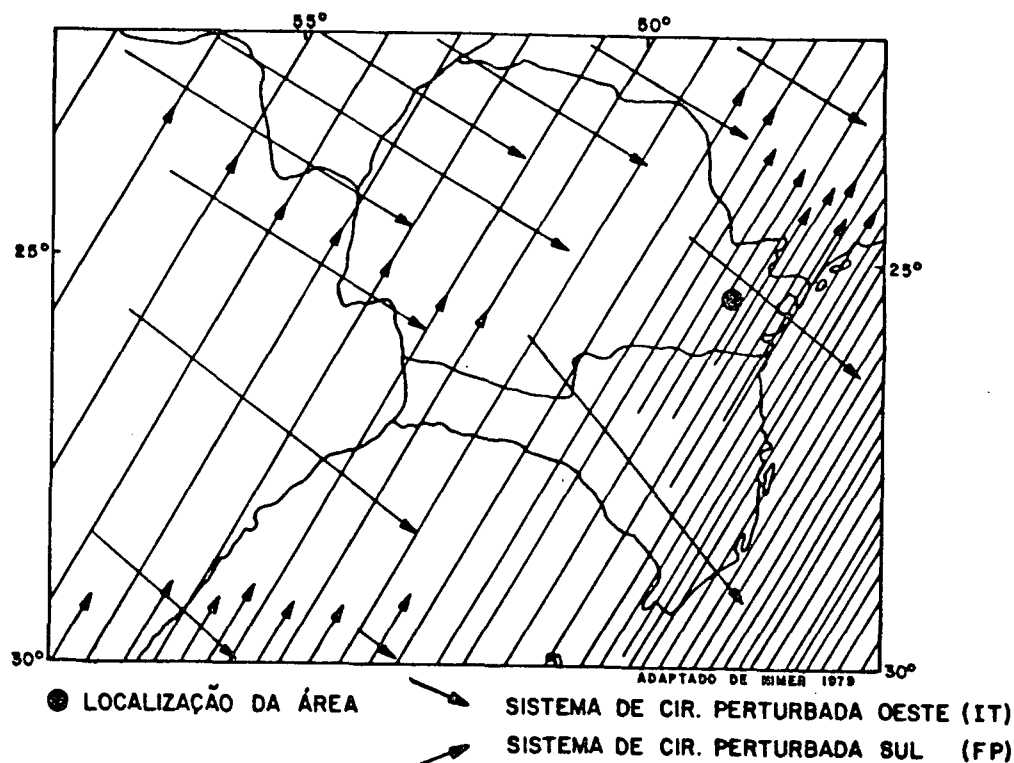 55° 50°
25° 25°
30° 30°
ADAPTADO DE NIMER 1979
LOCALIZAÇÃO DA ÁREA
SISTEMA DE CIR. PERTURBADA OESTE (IT)
SISTEMA DE CIR. PERTURBADA SUL (FP)